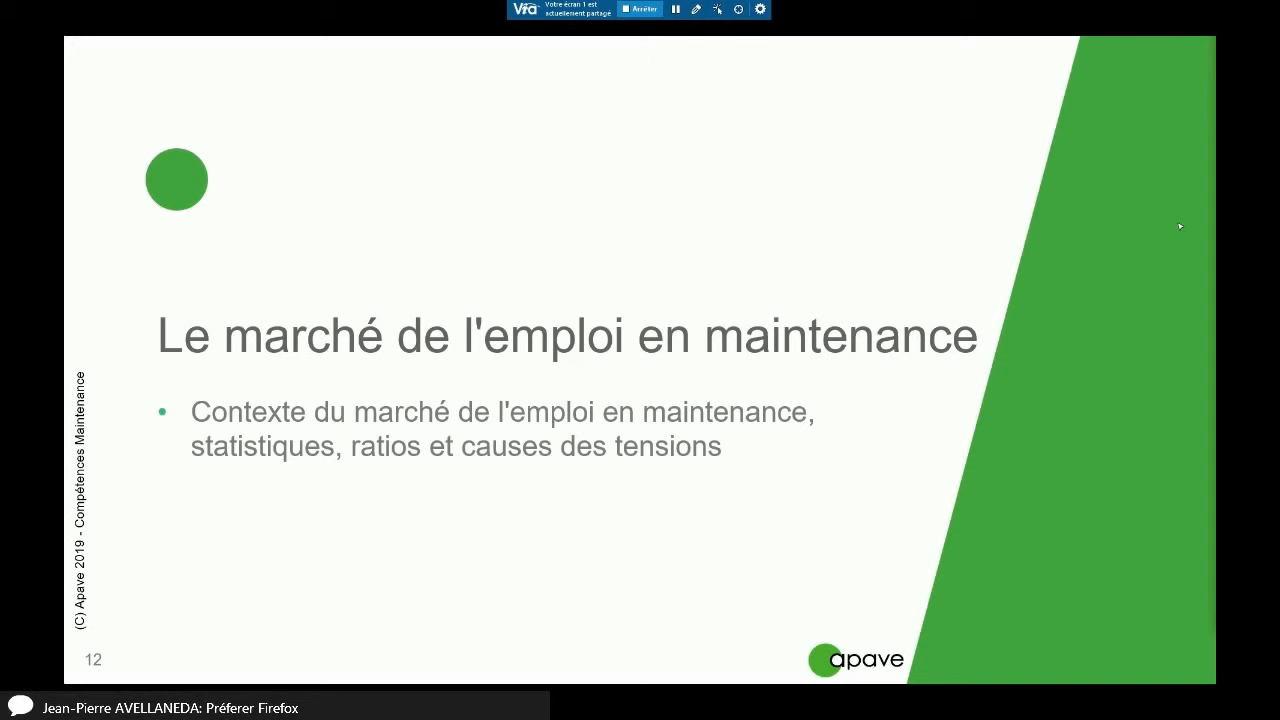 Vía
Votre écran 1 est
actuellement partagé
Arrêter
Le marché de l'emploi en maintenance
• Contexte du marché de l'emploi en maintenance,
statistiques, ratios et causes des tensions
(C) Apave 2019 - Compétences Maintenance
12
apave
Jean-Pierre AVELLANEDA: Préferer Firefox